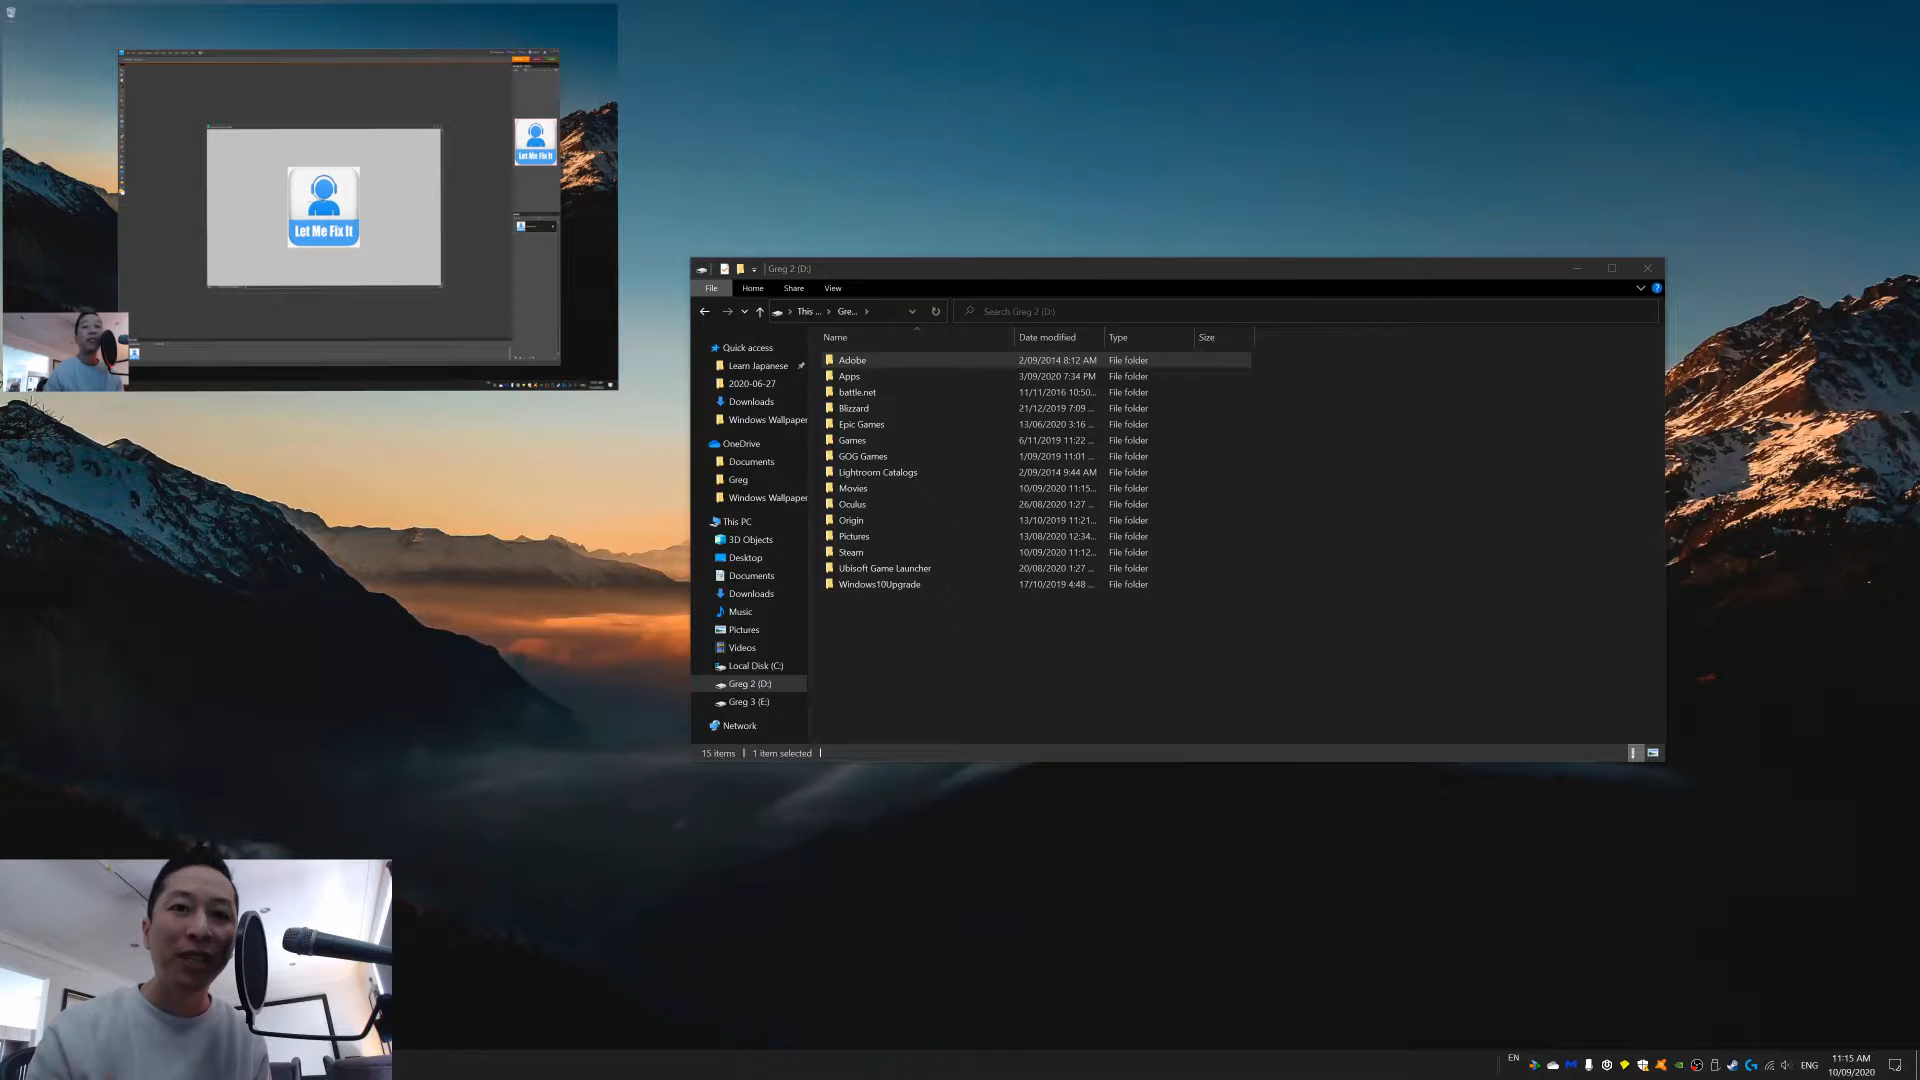 Let Me Fix It
Let Me Fix It
Greg 2 (D:)
File Home Share View
This ... Gre... Search Greg 2 (D:)
Name Date modified Type Size
Quick access
Learn Japanese
2020-06-27
Downloads
Windows Wallpaper
OneDrive
Documents
Greg
Windows Wallpaper
This PC
3D Objects
Desktop
Documents
Downloads
Music
Pictures
Videos
Local Disk (C:)
Greg 2 (D:)
Greg 3 (E:)
Network
Adobe 2/09/2014 8:12 AM File folder
Apps 3/09/2020 7:34 PM File folder
battle.net 11/11/2016 10:50... File folder
Blizzard 21/12/2019 7:09 ... File folder
Epic Games 13/06/2020 3:16 ... File folder
Games 6/11/2019 11:22 ... File folder
GOG Games 1/09/2019 11:01 ... File folder
Lightroom Catalogs 2/09/2014 9:44 AM File folder
Movies 10/09/2020 11:15... File folder
Oculus 26/08/2020 1:27 ... File folder
Origin 13/10/2019 11:21... File folder
Pictures 13/08/2020 12:34... File folder
Steam 10/09/2020 11:12... File folder
Ubisoft Game Launcher 20/08/2020 1:27 ... File folder
Windows10Upgrade 17/10/2019 4:48 ... File folder
15 items 1 item selected
EN
ENG
11:15 AM
10/09/2020